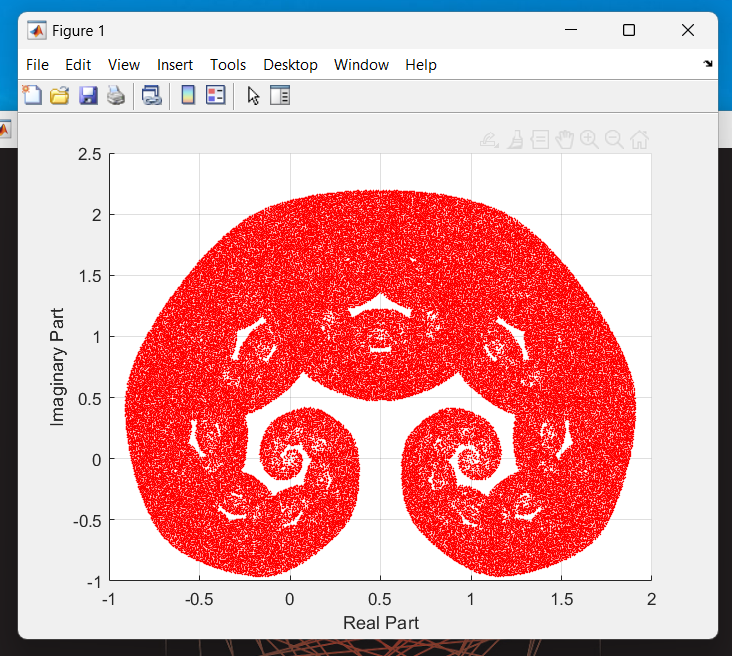 Figure 1
File Edit View Insert Tools Desktop Window Help
2.5
2
1.5
1
0.5
0
-0.5
-1
Imaginary Part
-1 -0.5 0 0.5 1 1.5 2
Real Part